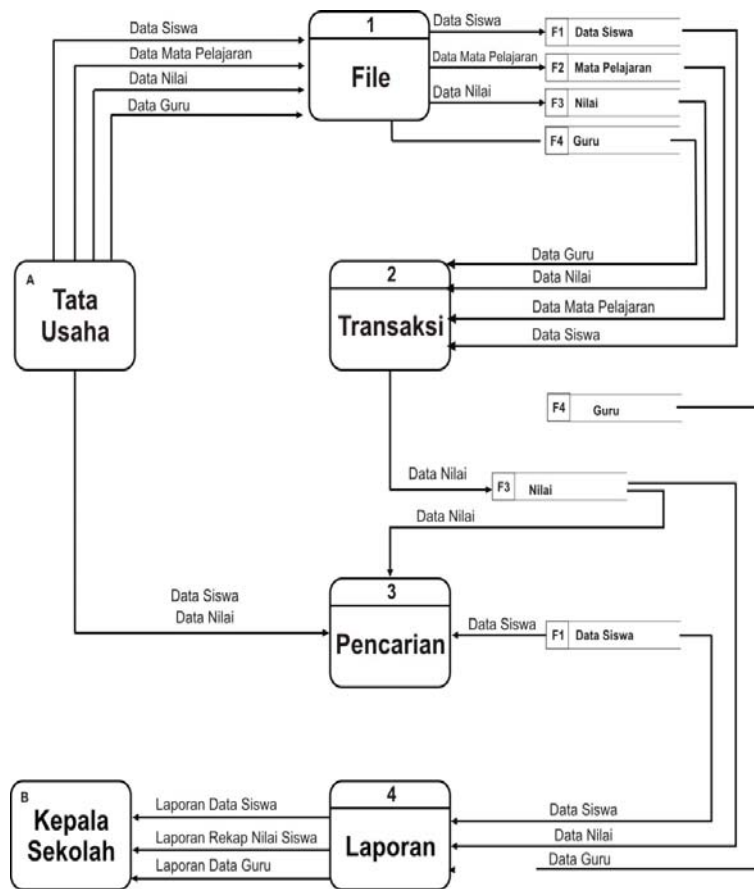 1
File
Data Siswa
Data Mata Pelajaran
Data Nilai
Data Guru
Data Siswa
Data Mata Pelajaran
Data Nilai
F1 Data Siswa
F2 Mata Pelajaran
F3 Nilai
F4 Guru
A
Tata
Usaha
2
Transaksi
Data Guru
Data Nilai
Data Mata Pelajaran
Data Siswa
F4 Guru
Data Nilai
F3 Nilai
Data Nilai
Data Siswa
Data Nilai
3
Pencarian
Data Siswa
F1 Data Siswa
B
Kepala
Sekolah
Laporan Data Siswa
Laporan Rekap Nilai Siswa
Laporan Data Guru
4
Laporan
Data Siswa
Data Nilai
Data Guru